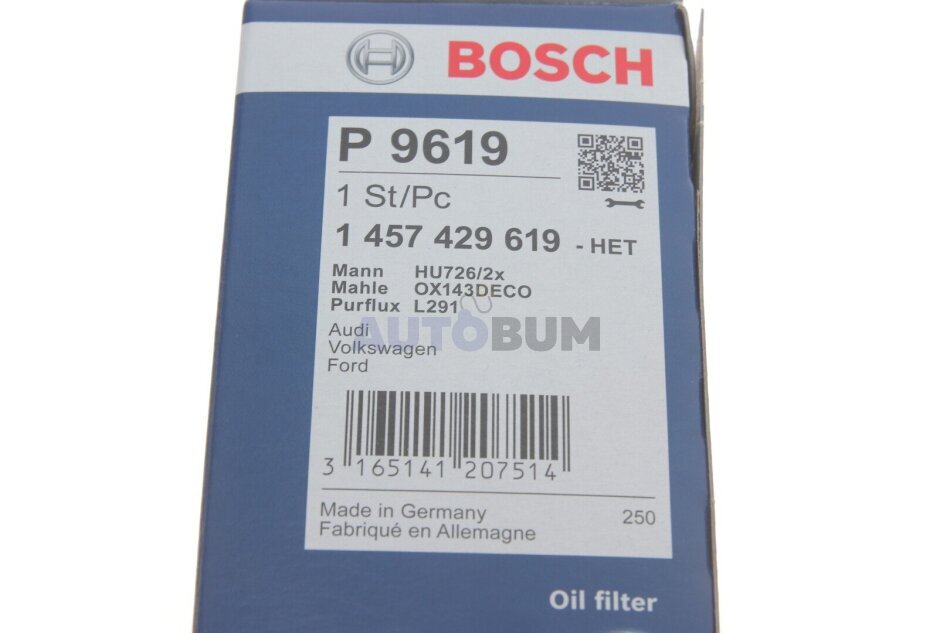 BOSCH
P 9619
1 St/Pc
1 457 429 619 - HET
Mann HU726/2x
Mahle OX143DECO
Purflux L291
AUTOBUM
Audi
Volkswagen
Ford
3 165141 207514
Made in Germany 250
Fabriqué en Allemagne
Oil filter